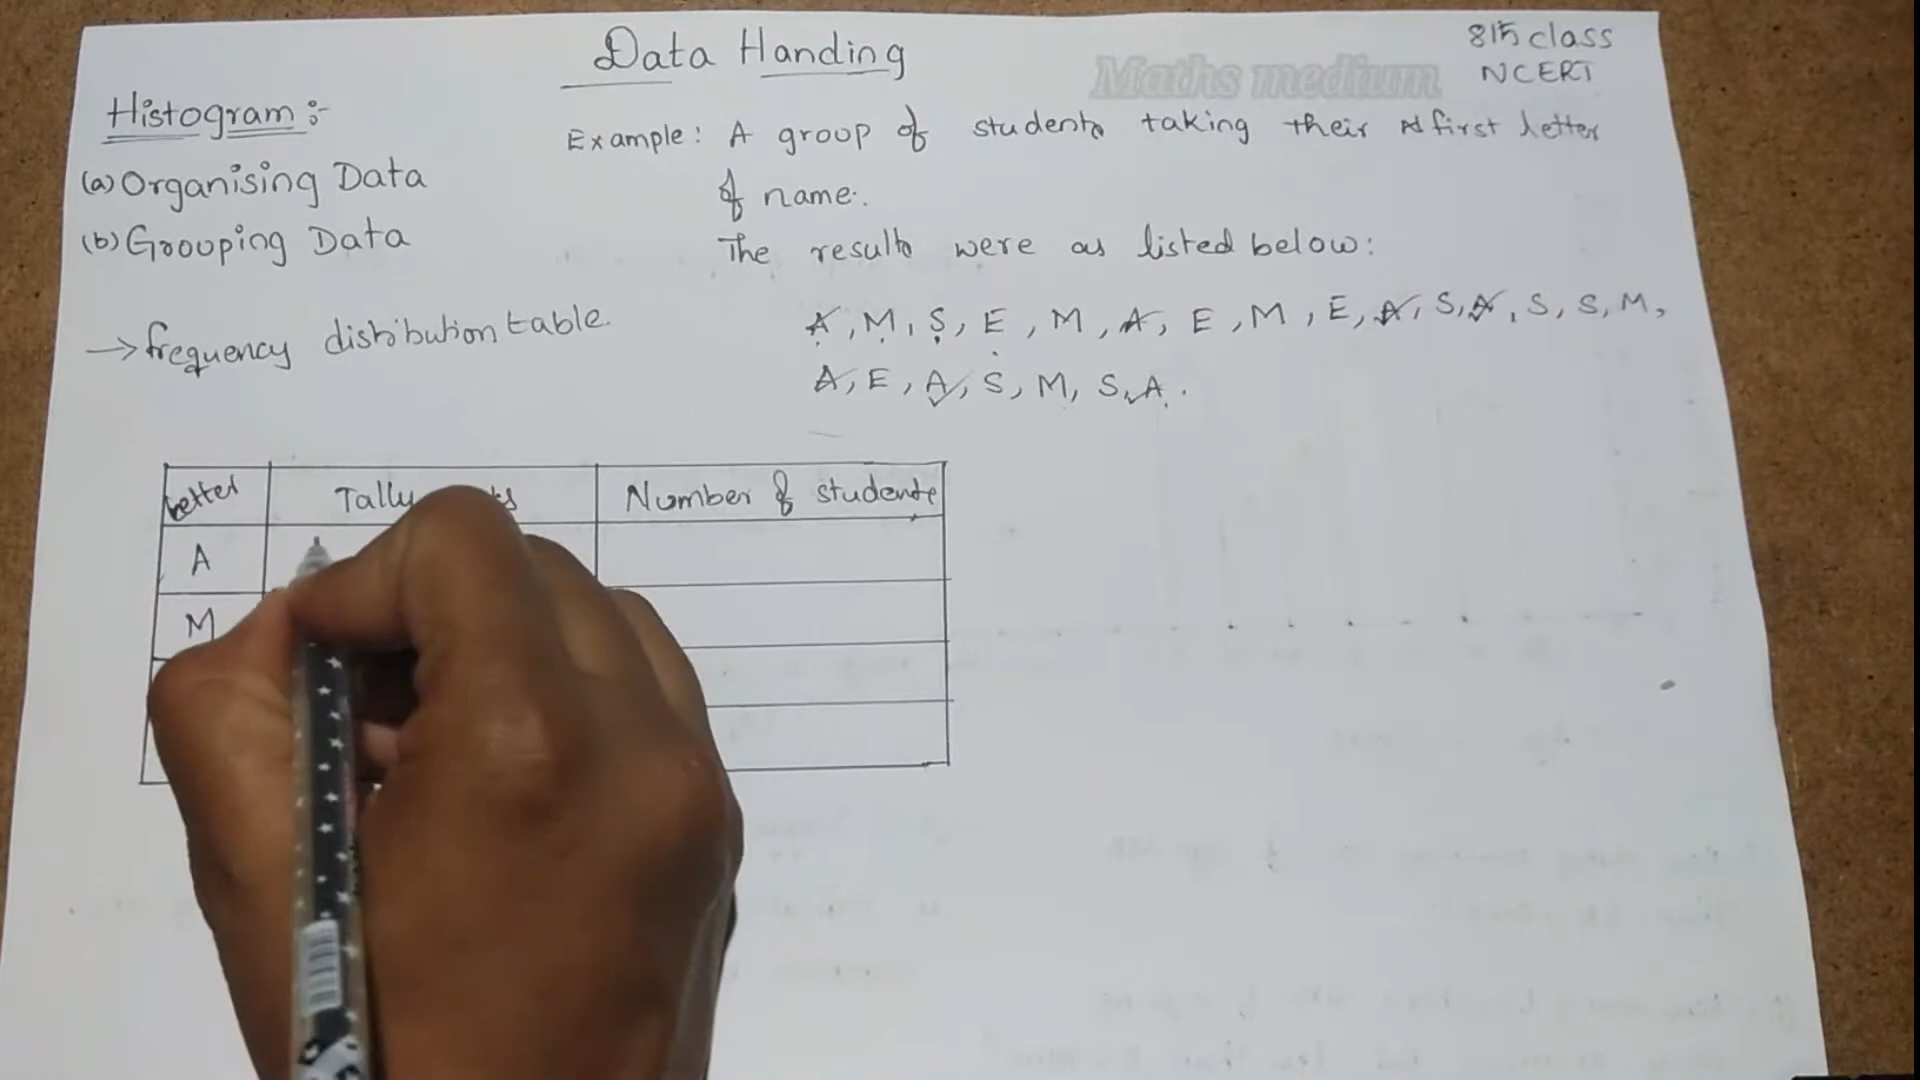 Data Handing
8th class
NCERT
Maths medium
Histogram :-
(a) Organising Data
(b) Groouping Data
→ frequency distribution table.
Example: A group of students taking their first letter
of name:.
The results were as listed below:
A, M, S, E, M, A, E, M, E, A, S, A, S, S, M,
A, E, A, S, M, S, A.
Letter Tally Number of students
A
M